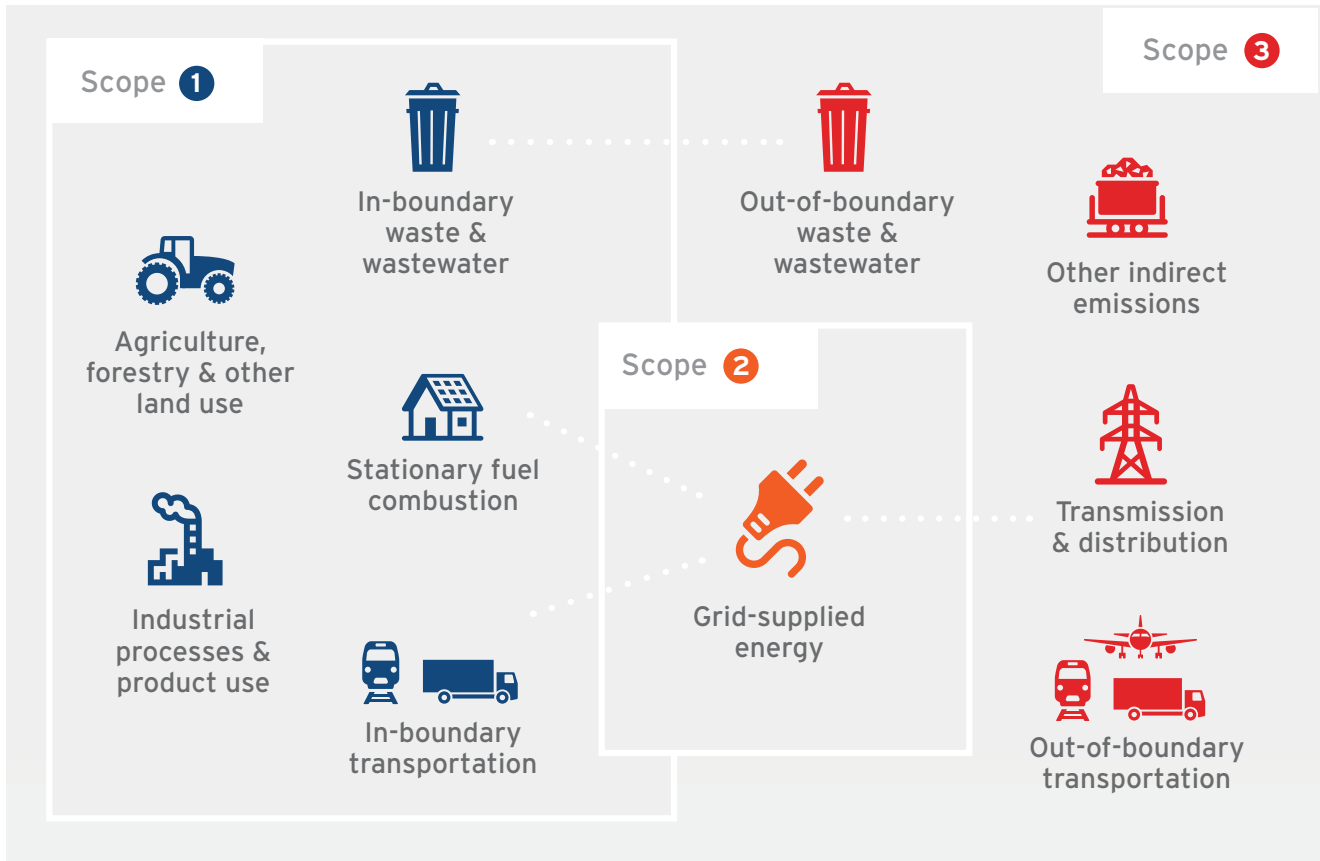 Scope 1
Scope 3
In-boundary
waste &
wastewater
Out-of-boundary
waste &
wastewater
Other indirect
emissions
Agriculture,
forestry & other
land use
Scope 2
Stationary fuel
combustion
Transmission
& distribution
Industrial
processes &
product use
Grid-supplied
energy
In-boundary
transportation
Out-of-boundary
transportation